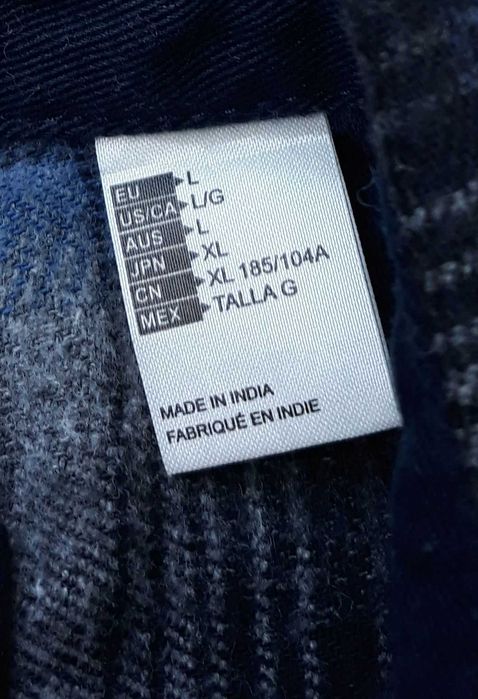 EU L
US/CA L/G
AUS L
JPN XL
CN XL 185/104A
MEX TALLA G
MADE IN INDIA
FABRIQUÉ EN INDIE